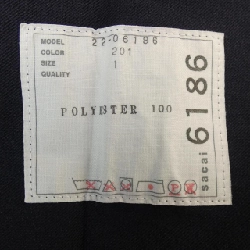 MODEL 22-06186
COLOR 201
SIZE 1
QUALITY
POLYESTER 100
sacai 6186